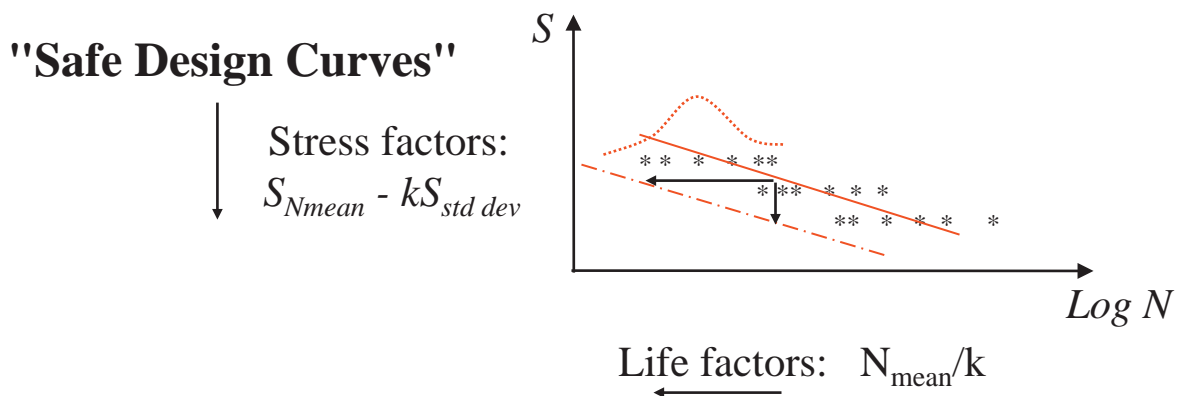 "Safe Design Curves"
Stress factors:
S_Nmean - kS_std dev
S
Log N
Life factors: N_mean/k